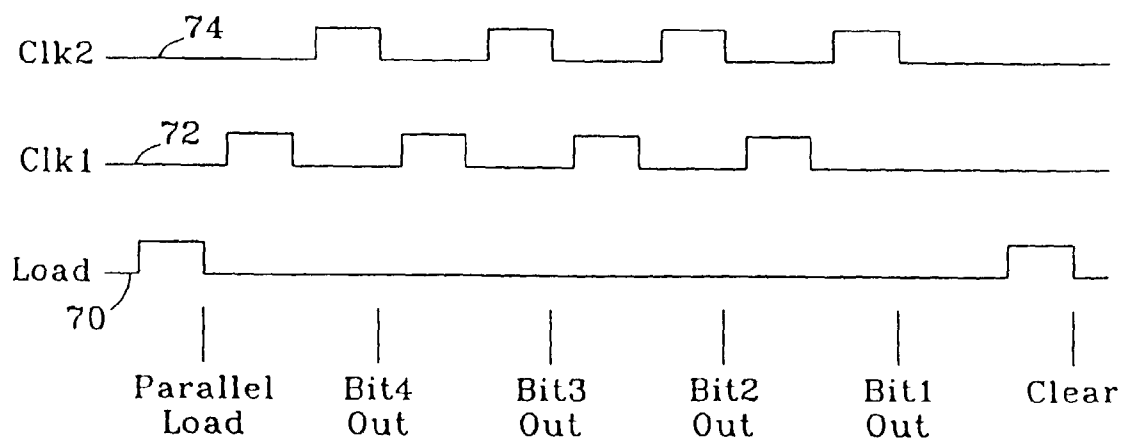 74
Clk2
72
Clk1
Load
70
Parallel
Load
Bit4
Out
Bit3
Out
Bit2
Out
Bit1
Out
Clear